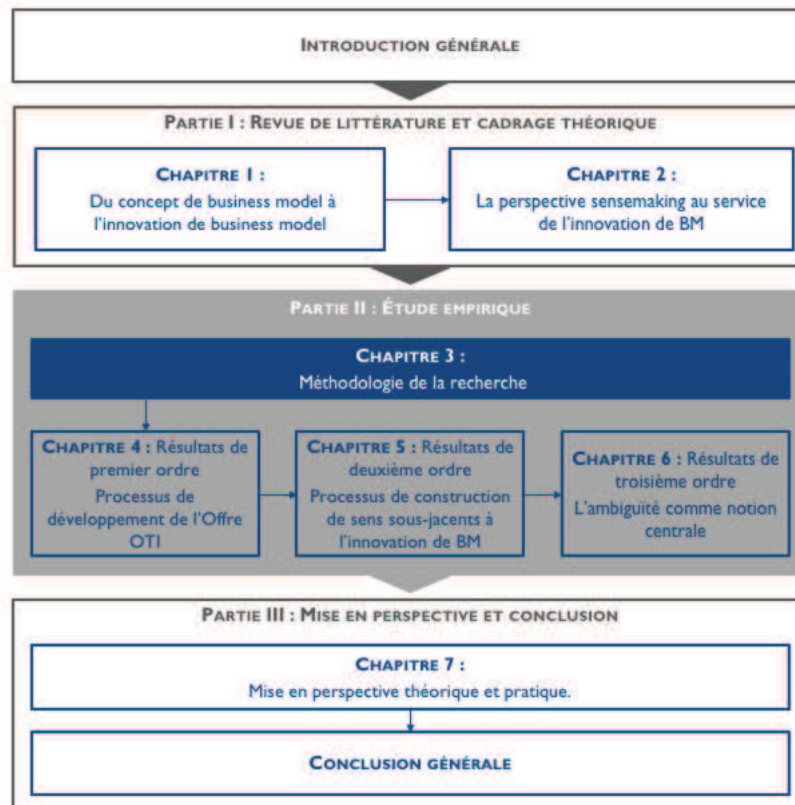 INTRODUCTION GÉNÉRALE
PARTIE I : REVUE DE LITTÉRATURE ET CADRAGE THÉORIQUE
CHAPITRE 1 :
Du concept de business model à
l'innovation de business model
CHAPITRE 2 :
La perspective sensemaking au service
de l'innovation de BM
PARTIE II : ÉTUDE EMPIRIQUE
CHAPITRE 3 :
Méthodologie de la recherche
CHAPITRE 4 : Résultats de
premier ordre
Processus de
développement de l'Offre
OTI
CHAPITRE 5 : Résultats de
deuxième ordre
Processus de construction
de sens sous-jacents à
l'innovation de BM
CHAPITRE 6 : Résultats de
troisième ordre
L'ambiguïté comme notion
centrale
PARTIE III : MISE EN PERSPECTIVE ET CONCLUSION
CHAPITRE 7 :
Mise en perspective théorique et pratique.
CONCLUSION GÉNÉRALE